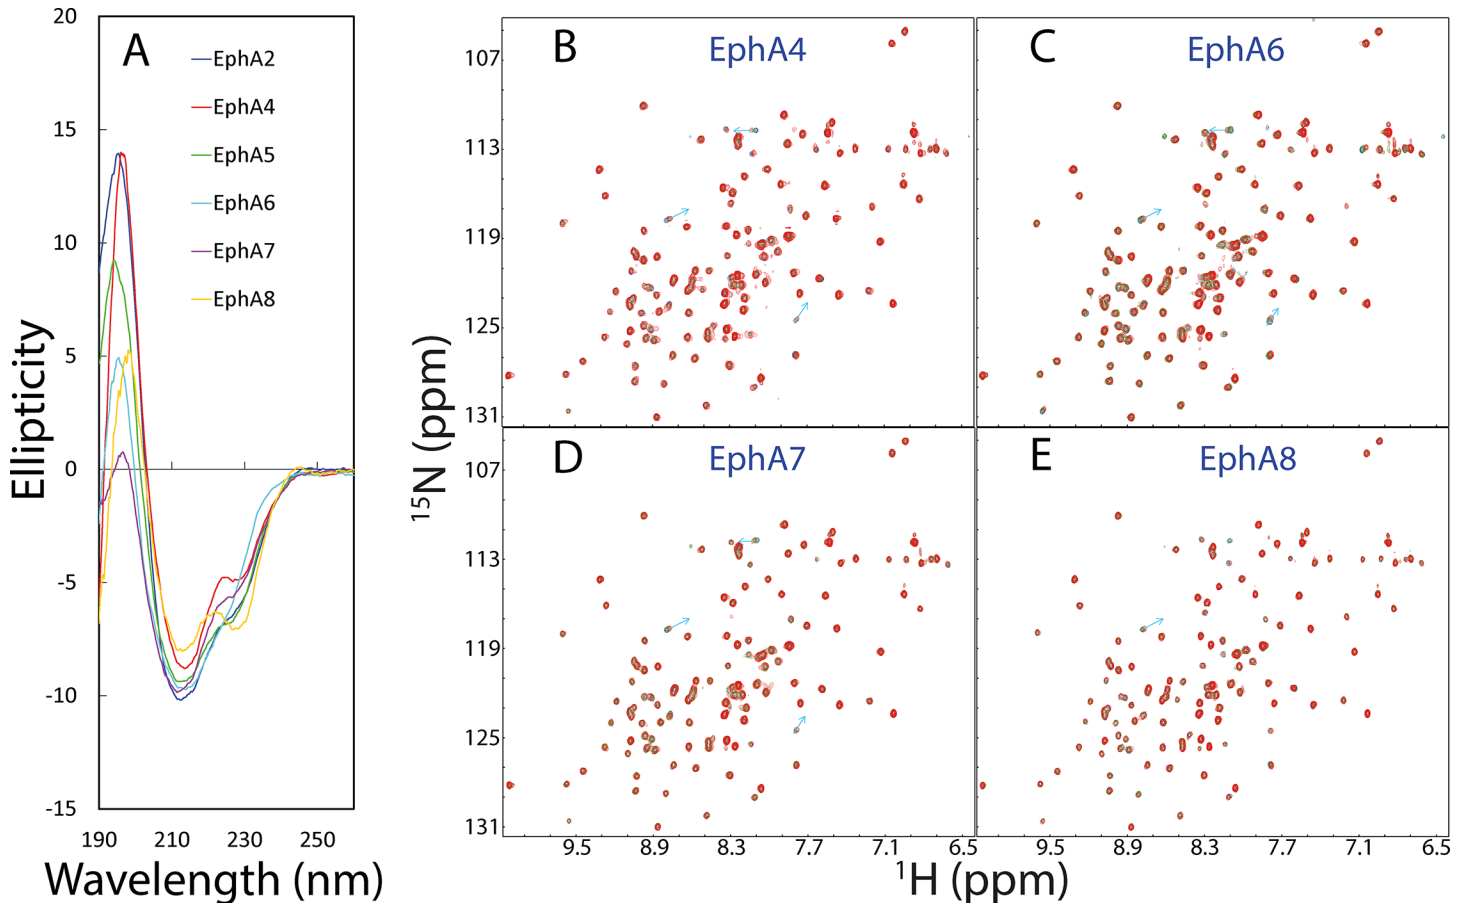 A
EphA2
EphA4
EphA5
EphA6
EphA7
EphA8
20
15
10
5
0
-5
-10
-15
190 210 230 250
Ellipticity
Wavelength (nm)
B EphA4
C EphA6
107
113
119
125
131
D EphA7
E EphA8
107
113
119
125
131
¹⁵N (ppm)
9.5 8.9 8.3 7.7 7.1 6.5
9.5 8.9 8.3 7.7 7.1 6.5
¹H (ppm)